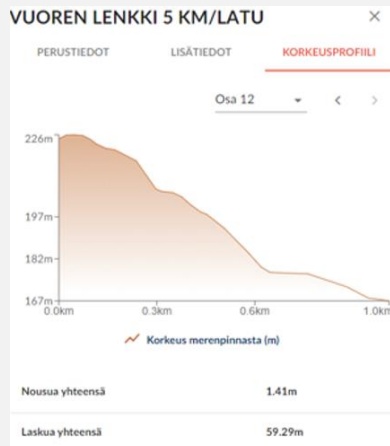 VUOREN LENKKI 5 KM/LATU
PERUSTIEDOT LISÄTIEDOT KORKEUSPROFIILI
Osa 12
226m
197m
182m
167m
0.0km 0.3km 0.6km 1.0km
Korkeus merenpinnasta (m)
Nousua yhteensä 1.41m
Laskua yhteensä 59.29m